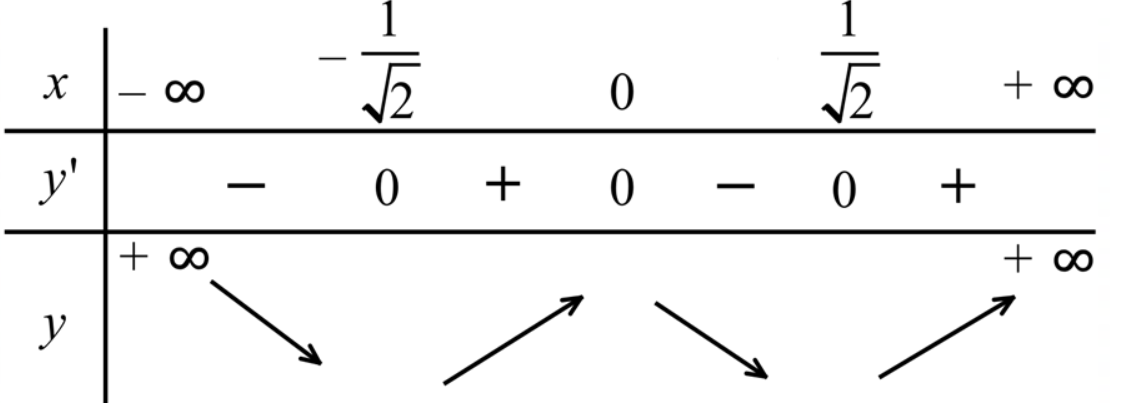 x − ∞ − 1/√2 0 1/√2 + ∞
y' − 0 + 0 − 0 +
+ ∞ + ∞
y